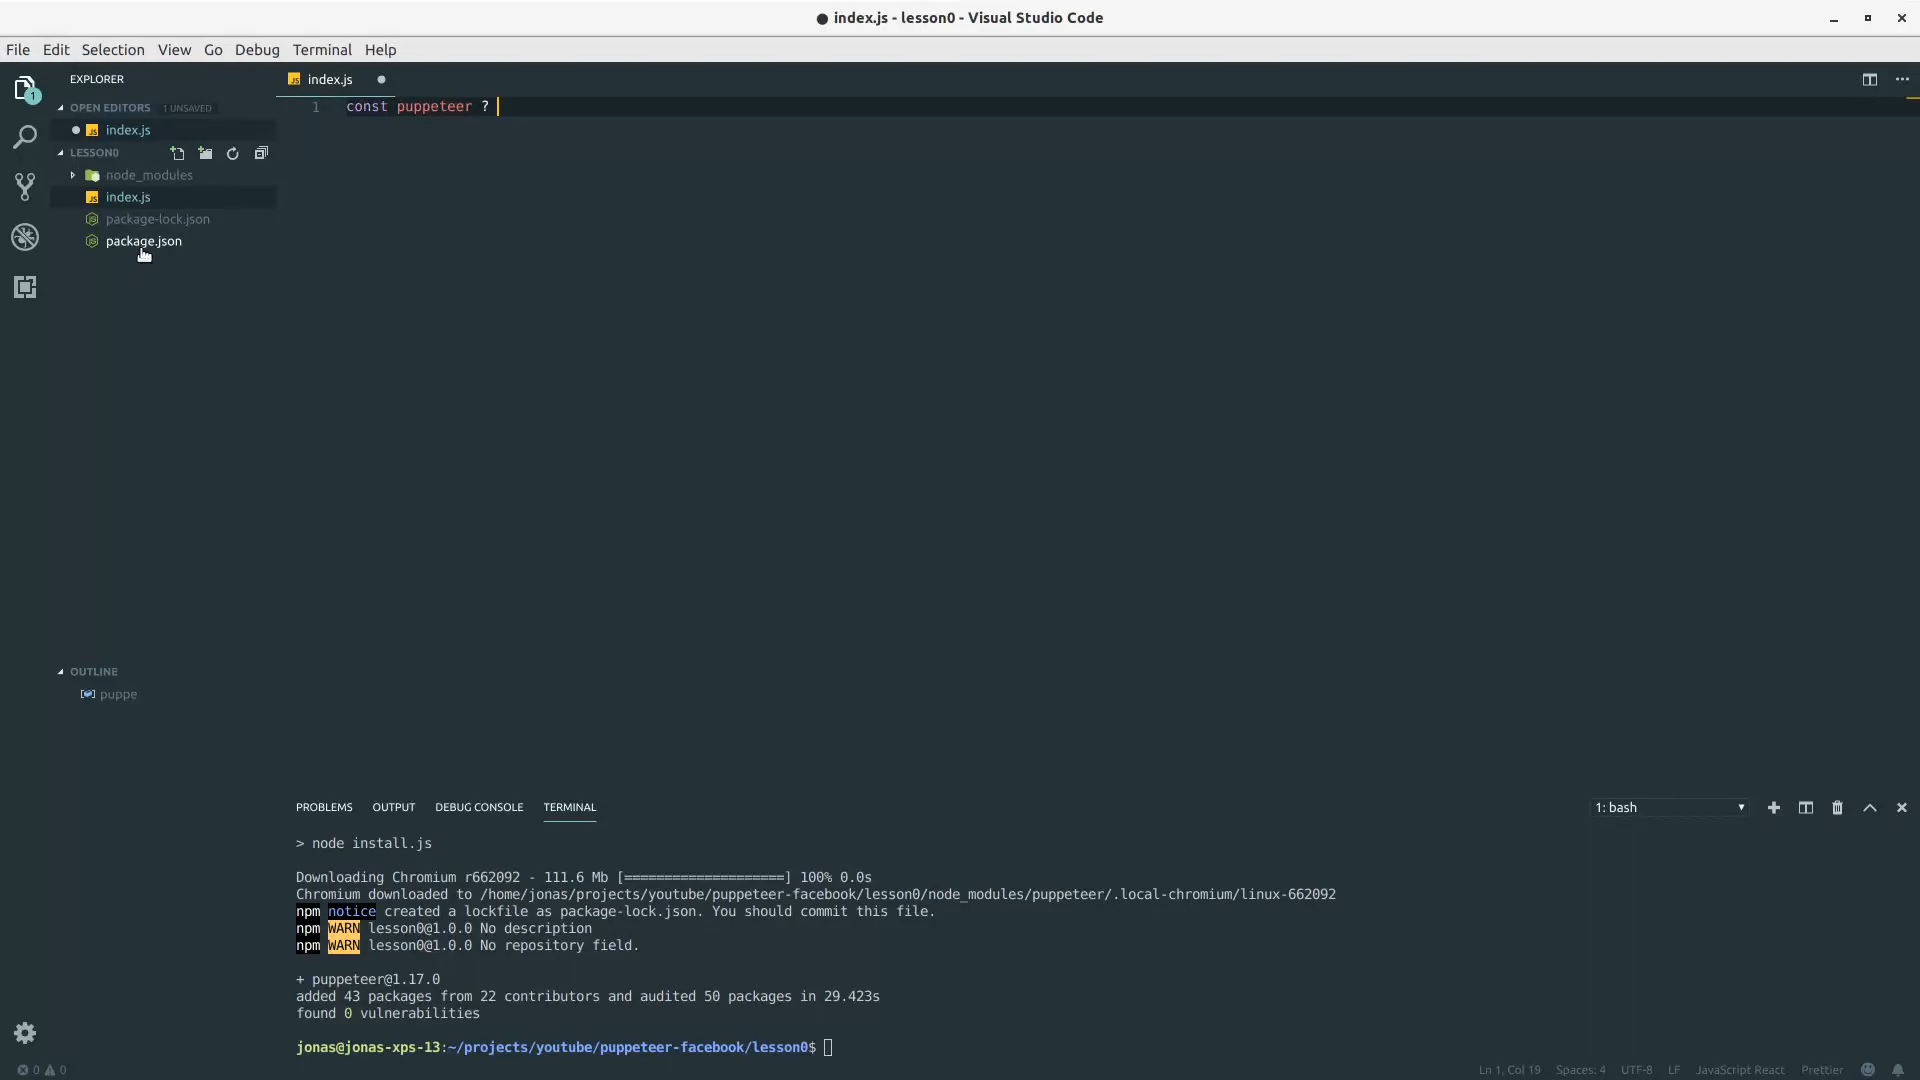 ● index.js - lesson0 - Visual Studio Code
File Edit Selection View Go Debug Terminal Help
EXPLORER
OPEN EDITORS 1 UNSAVED
index.js
LESSON0
node_modules
index.js
package-lock.json
package.json
OUTLINE
puppe
1
index.js
1 const puppeteer ?
PROBLEMS OUTPUT DEBUG CONSOLE TERMINAL
1: bash
> node install.js
Downloading Chromium r662092 - 111.6 Mb [====================] 100% 0.0s
Chromium downloaded to /home/jonas/projects/youtube/puppeteer-facebook/lesson0/node_modules/puppeteer/.local-chromium/linux-662092
npm notice created a lockfile as package-lock.json. You should commit this file.
npm WARN lesson0@1.0.0 No description
npm WARN lesson0@1.0.0 No repository field.
+ puppeteer@1.17.0
added 43 packages from 22 contributors and audited 50 packages in 29.423s
found 0 vulnerabilities
jonas@jonas-xps-13:~/projects/youtube/puppeteer-facebook/lesson0$
0 0
Ln 1, Col 19 Spaces: 4 UTF-8 LF JavaScript React Prettier